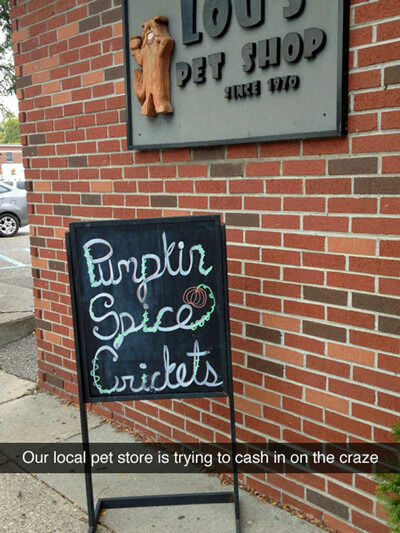 LOU'S
PET SHOP
SINCE 1970
Pumpkin
Spice
Crickets
Our local pet store is trying to cash in on the craze